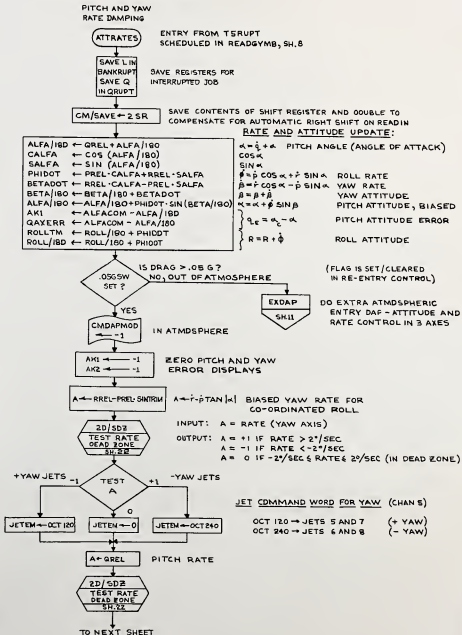 PITCH AND YAW
RATE DAMPING
ATTRATES
ENTRY FROM T5RUPT
SCHEDULED IN READGYMB, SH.8
SAVE L IN
BANKRUPT
SAVE Q
IN QRUPT
SAVE REGISTERS FOR
INTERRUPTED JOB
CM/SAVE ← 2 SR
SAVE CONTENTS OF SHIFT REGISTER AND DOUBLE TO
COMPENSATE FOR AUTOMATIC RIGHT SHIFT ON READIN
RATE AND ATTITUDE UPDATE:
ALFA/180 ← QREL+ALFA/180
α = q̇ + α PITCH ANGLE (ANGLE OF ATTACK)
CALFA ← COS (ALFA/180)
COS α
SALFA ← SIN (ALFA/180)
SIN α
PHIDOT ← PREL·CALFA+RREL·SALFA
φ̇ = ṗ COS α + ṙ SIN α ROLL RATE
BETADOT ← RREL·CALFA-PREL·SALFA
β̇ = ṙ COS α - ṗ SIN α YAW RATE
BETA/180 ← BETA/180 + BETADOT
β = β + β̇ YAW ATTITUDE
ALFA/180 ← ALFA/180+PHIDOT·SIN(BETA/180)
α = α + φ̇ SIN β PITCH ATTITUDE, BIASED
AK1 ← ALFACOM - ALFA/180
QAXERR ← ALFACOM - ALFA/180
} qE = αc - α PITCH ATTITUDE ERROR
ROLLTM ← ROLL/180 + PHIDOT
ROLL/180 ← ROLL/180 + PHIDOT
} R = R + φ̇ ROLL ATTITUDE
.05GSW
SET ?
IS DRAG > .05 G ?
NO, OUT OF ATMOSPHERE
(FLAG IS SET/CLEARED
IN RE-ENTRY CONTROL)
EXDAP
SH.11
DO EXTRA ATMOSPHERIC
ENTRY DAP - ATTITUDE AND
RATE CONTROL IN 3 AXES
YES
CMDAPMOD
← -1
IN ATMOSPHERE
AK1 ← -1
AK2 ← -1
ZERO PITCH AND YAW
ERROR DISPLAYS
A ← RREL-PREL·SINTRIM
A ← ṙ-ṗ TAN |α| BIASED YAW RATE FOR
CO-ORDINATED ROLL
2D/SDZ
TEST RATE
DEAD ZONE
SH.22
INPUT: A = RATE (YAW AXIS)
OUTPUT: A = +1 IF RATE > 2°/SEC
A = -1 IF RATE < -2°/SEC
A = 0 IF -2°/SEC ≤ RATE ≤ 2°/SEC (IN DEAD ZONE)
+YAW JETS -1
TEST
A
+1 -YAW JETS
0
JETEM ← OCT 120
JETEM ← 0
JETEM ← OCT 240
JET COMMAND WORD FOR YAW (CHAN 5)
OCT 120 → JETS 5 AND 7 (+ YAW)
OCT 240 → JETS 6 AND 8 (- YAW)
A ← QREL
PITCH RATE
2D/SDZ
TEST RATE
DEAD ZONE
SH.22
TO NEXT SHEET